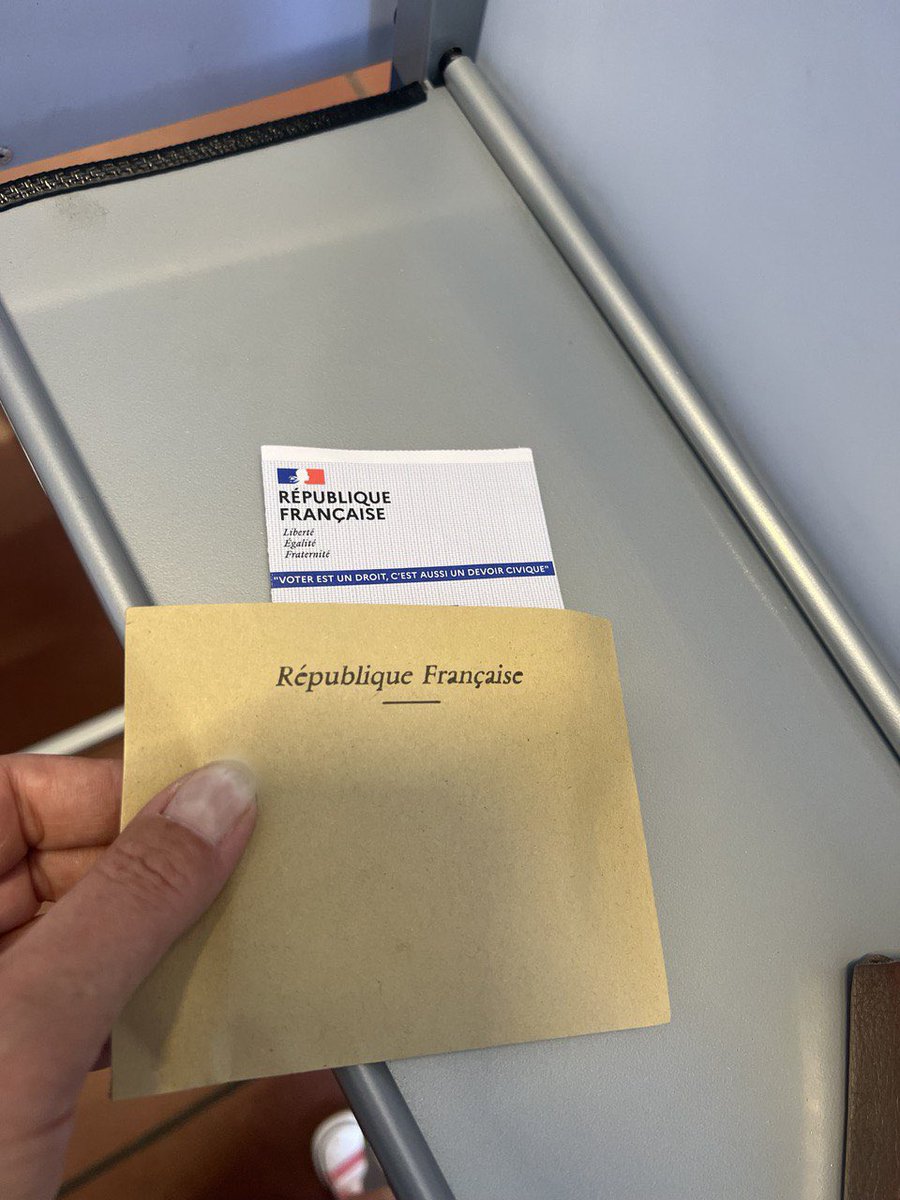 RÉPUBLIQUE
FRANÇAISE
Liberté
Égalité
Fraternité
"VOTER EST UN DROIT, C'EST AUSSI UN DEVOIR CIVIQUE"
République Française